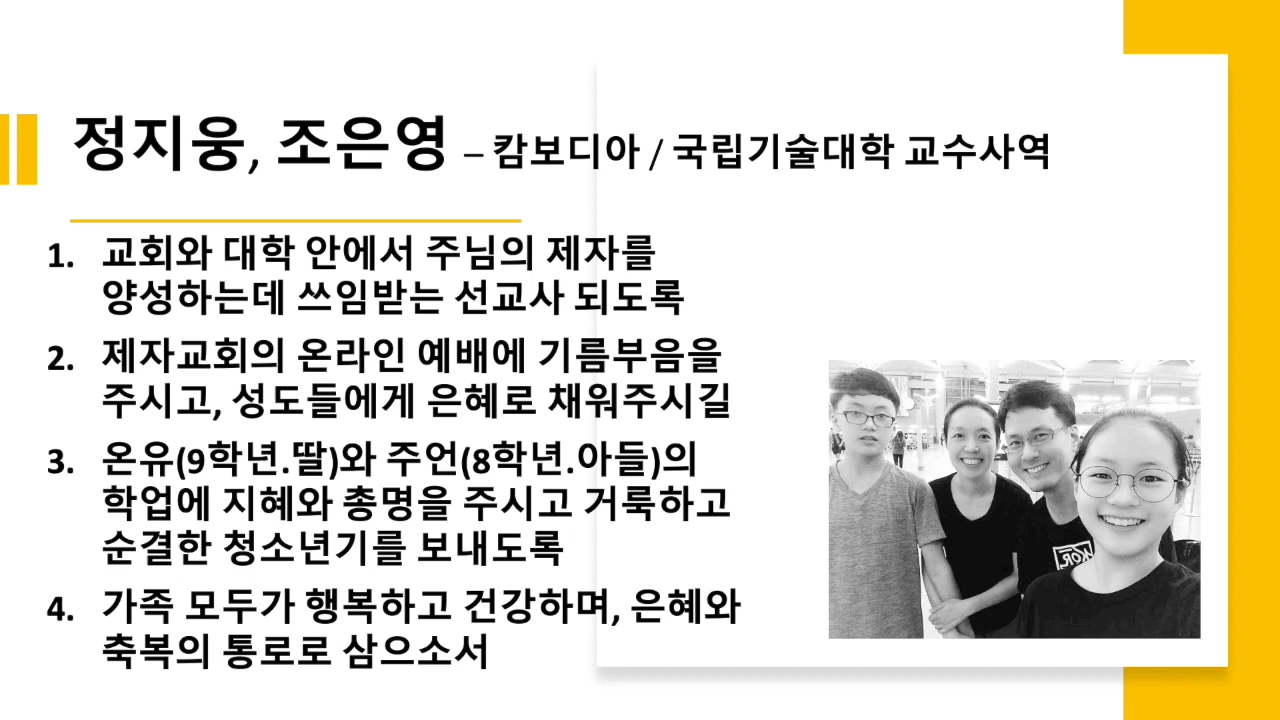 정지웅, 조은영 – 캄보디아 / 국립기술대학 교수사역
1. 교회와 대학 안에서 주님의 제자를
양성하는데 쓰임받는 선교사 되도록
2. 제자교회의 온라인 예배에 기름부음을
주시고, 성도들에게 은혜로 채워주시길
3. 온유(9학년.딸)와 주언(8학년.아들)의
학업에 지혜와 총명을 주시고 거룩하고
순결한 청소년기를 보내도록
4. 가족 모두가 행복하고 건강하며, 은혜와
축복의 통로로 삼으소서